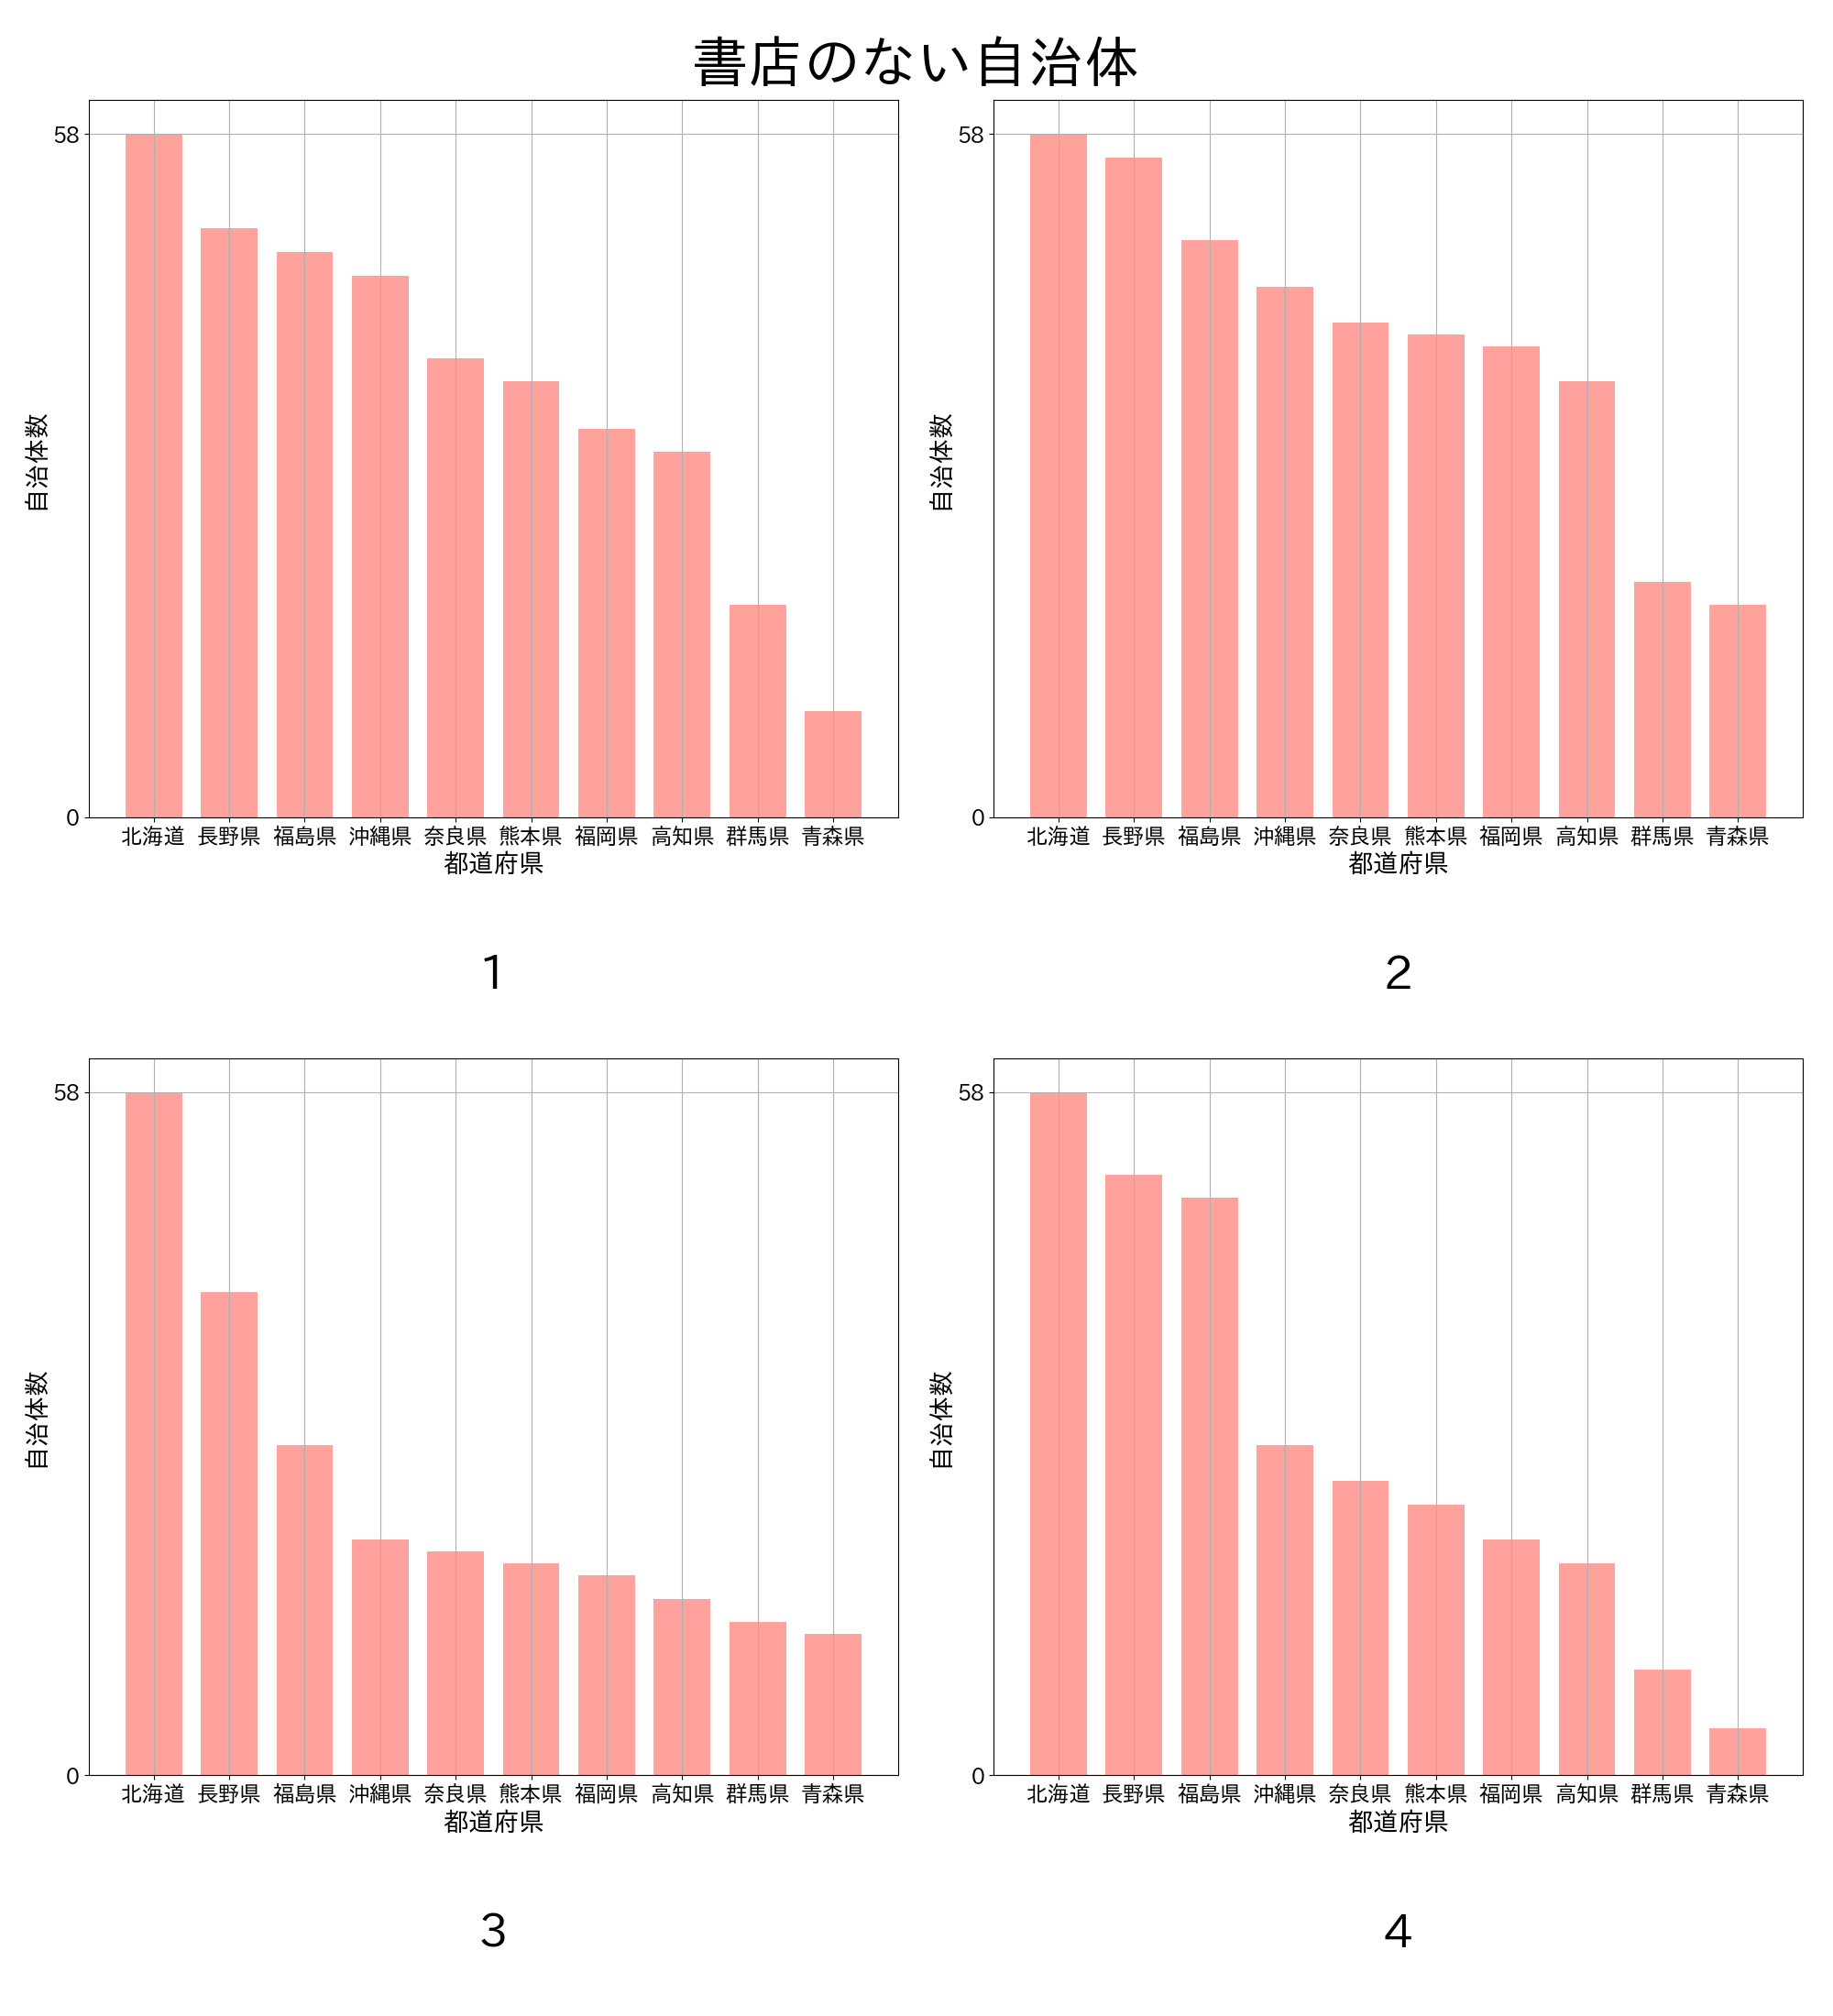 書店のない自治体
58
0
自治体数
北海道 長野県 福島県 沖縄県 奈良県 熊本県 福岡県 高知県 群馬県 青森県
都道府県
1
58
0
自治体数
北海道 長野県 福島県 沖縄県 奈良県 熊本県 福岡県 高知県 群馬県 青森県
都道府県
2
58
0
自治体数
北海道 長野県 福島県 沖縄県 奈良県 熊本県 福岡県 高知県 群馬県 青森県
都道府県
3
58
0
自治体数
北海道 長野県 福島県 沖縄県 奈良県 熊本県 福岡県 高知県 群馬県 青森県
都道府県
4